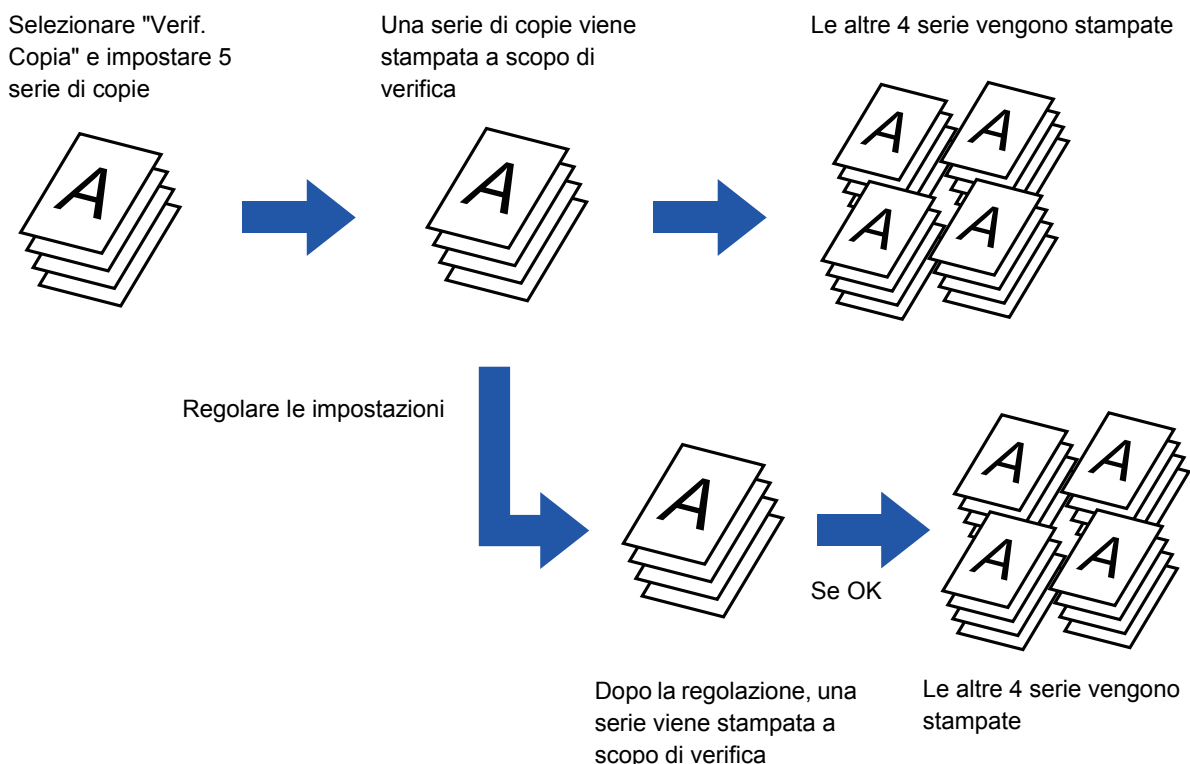 Selezionare "Verif.
Copia" e impostare 5
serie di copie
Una serie di copie viene
stampata a scopo di
verifica
Le altre 4 serie vengono stampate
A
A
A
A
A
A
Regolare le impostazioni
A
Se OK
A
A
A
A
Dopo la regolazione, una
serie viene stampata a
scopo di verifica
Le altre 4 serie vengono
stampate